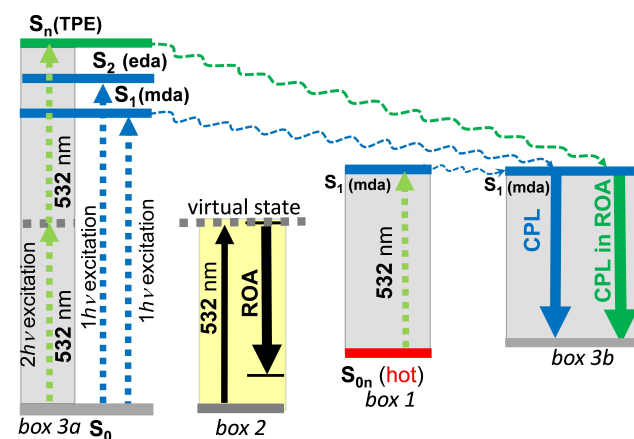 Sn(TPE)
S2 (eda)
S1(mda)
532 nm
532 nm
2hν excitation
1hν excitation
1hν excitation
box 3a
S0
virtual state
532 nm
ROA
box 2
S1 (mda)
532 nm
S0n (hot)
box 1
S1 (mda)
CPL
CPL in ROA
box 3b